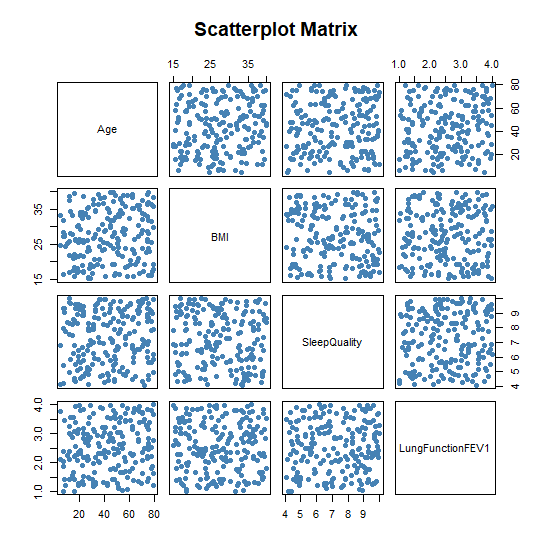 Scatterplot Matrix
15 25 35
1.0 2.0 3.0 4.0
Age
20 40 60 80
15 25 35
BMI
SleepQuality
4 5 6 7 8 9
1.0 2.0 3.0 4.0
LungFunctionFEV1
20 40 60 80
4 5 6 7 8 9